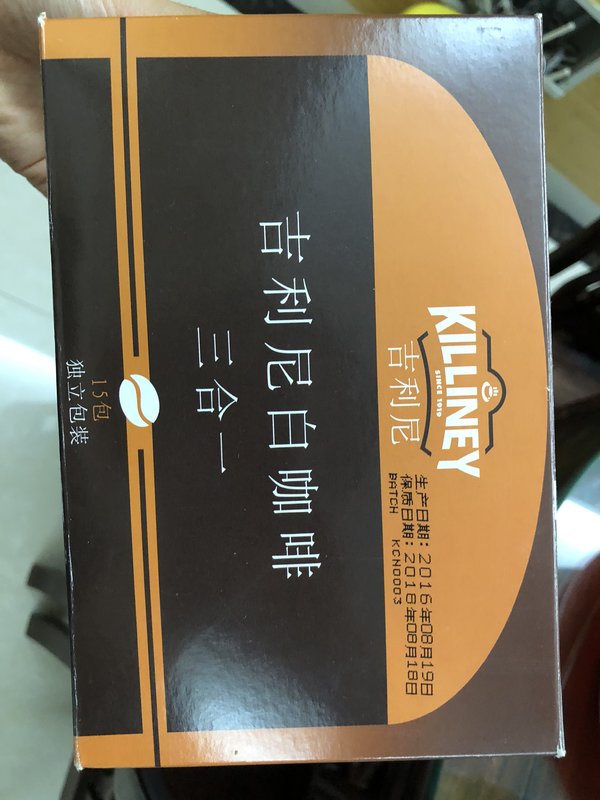 KILLINEY
SINCE 1919
吉利尼
生产日期：2016年08月19日
保质日期：2018年08月18日
BATCH KCN0003
吉利尼白咖啡
三合一
15包
独立包装